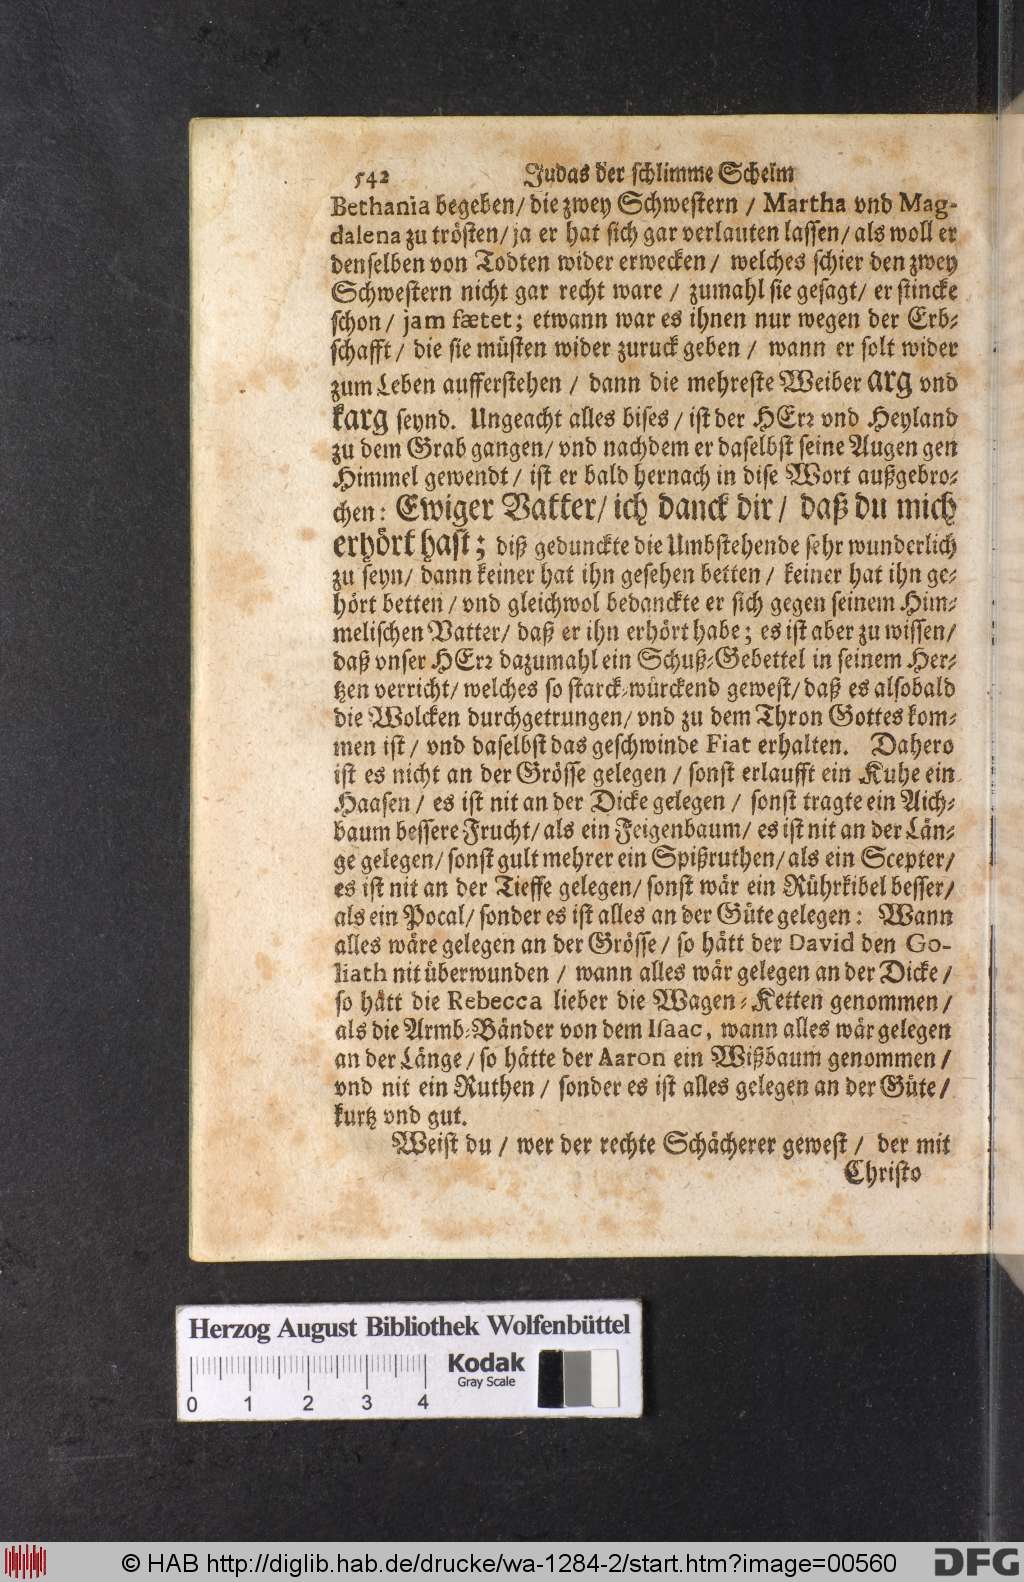 542 Judas der schlimme Schelm
Bethania begeben/ die zwey Schwestern / Martha vnd Mag-
dalena zu trösten/ ja er hat sich gar verlauten lassen/ als woll er
denselben von Todten wider erwecken / welches schier den zwey
Schwestern nicht gar recht ware / zumahl sie gesagt/ er stincke
schon / jam fætet; etwann war es ihnen nur wegen der Erb-
schafft / die sie müsten wider zuruck geben / wann er solt wider
zum Leben aufferstehen / dann die mehreste Weiber arg vnd
karg seynd. Ungeacht alles dises / ist der HErr vnd Heyland
zu dem Grab gangen/ vnd nachdem er daselbst seine Augen gen
Himmel gewendt / ist er bald hernach in dise Wort außgebro-
chen: Ewiger Vatter/ ich danck dir / daß du mich
erhört hast; diß gedunckte die Umbstehende sehr wunderlich
zu seyn/ dann keiner hat ihn gesehen betten / keiner hat ihn ge-
hört betten / vnd gleichwol bedanckte er sich gegen seinem Him-
melischen Vatter/ daß er ihn erhört habe; es ist aber zu wissen/
daß vnser HErr dazumahl ein Schuß-Gebettel in seinem Her-
tzen verricht/ welches so starck-würckend gewest/ daß es alsobald
die Wolcken durchgetrungen/ vnd zu dem Thron Gottes kom-
men ist / vnd daselbst das geschwinde Fiat erhalten. Dahero
ist es nicht an der Grösse gelegen / sonst erlaufft ein Kuhe ein
Haasen / es ist nit an der Dicke gelegen / sonst tragte ein Aich-
baum bessere Frucht/ als ein Feigenbaum/ es ist nit an der Län-
ge gelegen/ sonst gult mehrer ein Spißruthen/ als ein Scepter/
es ist nit an der Tieffe gelegen/ sonst wär ein Rührkibel besser/
als ein Pocal/ sonder es ist alles an der Güte gelegen: Wann
alles wäre gelegen an der Grösse / so hätt der David den Go-
liath nit überwunden / wann alles wär gelegen an der Dicke /
so hätt die Rebecca lieber die Wagen-Ketten genommen /
als die Armb-Bänder von dem Isaac, wann alles wär gelegen
an der Länge / so hätte der Aaron ein Wißbaum genommen /
vnd nit ein Ruthen / sonder es ist alles gelegen an der Güte /
kurtz vnd gut.
Weist du / wer der rechte Schächerer gewest / der mit
Christo
Herzog August Bibliothek Wolfenbüttel
Kodak
Gray Scale
0 1 2 3 4
© HAB http://diglib.hab.de/drucke/wa-1284-2/start.htm?image=00560
DFG